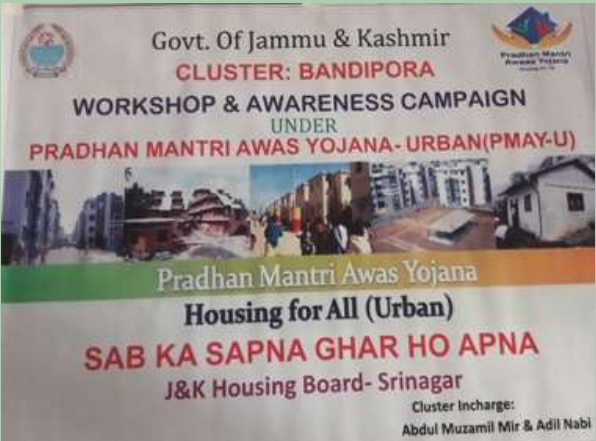 Govt. Of Jammu & Kashmir
Pradhan Mantri
Awaas Yojana
CLUSTER: BANDIPORA
WORKSHOP & AWARENESS CAMPAIGN
UNDER
PRADHAN MANTRI AWAS YOJANA- URBAN(PMAY-U)
Pradhan Mantri Awas Yojana
Housing for All (Urban)
SAB KA SAPNA GHAR HO APNA
J&K Housing Board- Srinagar
Cluster Incharge:
Abdul Muzamil Mir & Adil Nabi